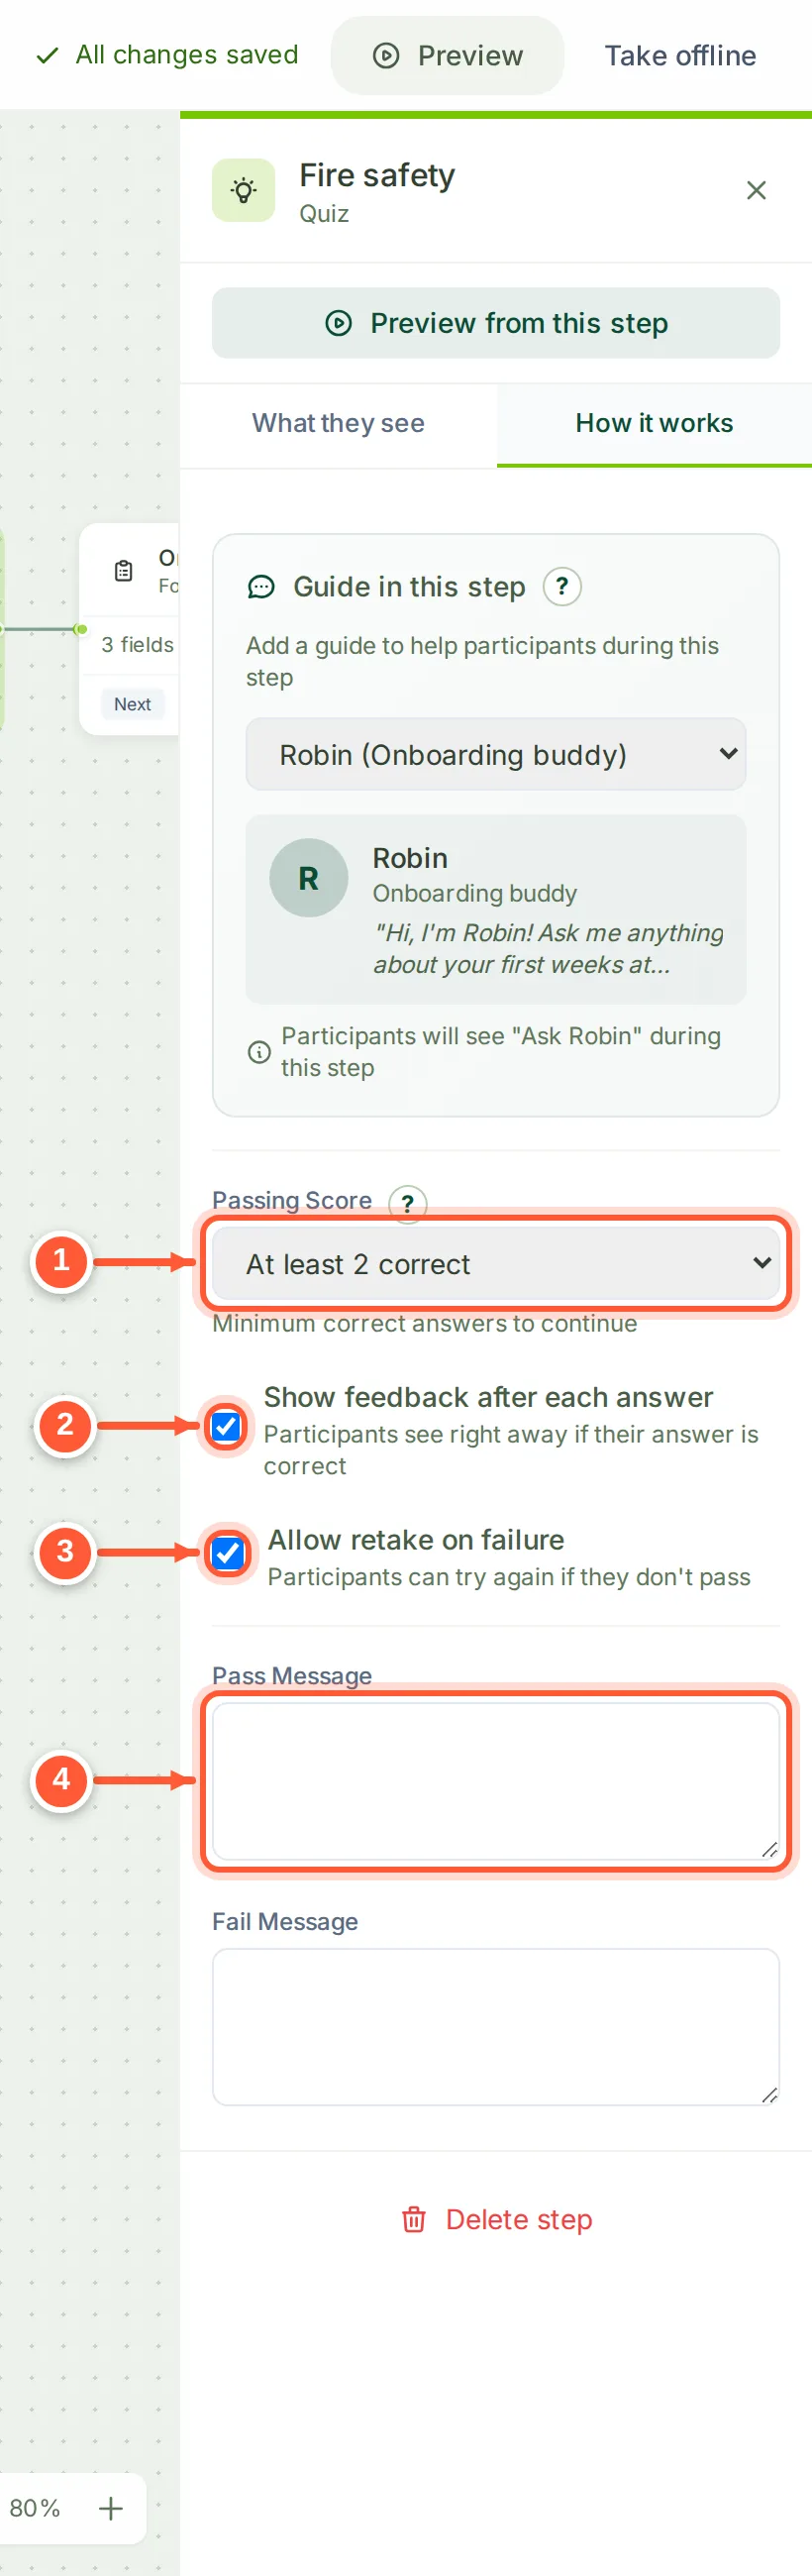 All changes saved
Preview
Take offline
Fire safety
Quiz
Preview from this step
What they see
How it works
3 fields
Next
Guide in this step ?
Add a guide to help participants during this
step
Robin (Onboarding buddy)
R
Robin
Onboarding buddy
"Hi, I'm Robin! Ask me anything
about your first weeks at...
Participants will see "Ask Robin" during
this step
Passing Score ?
1
At least 2 correct
Minimum correct answers to continue
2
Show feedback after each answer
Participants see right away if their answer is
correct
3
Allow retake on failure
Participants can try again if they don't pass
Pass Message
4
Fail Message
Delete step
80%